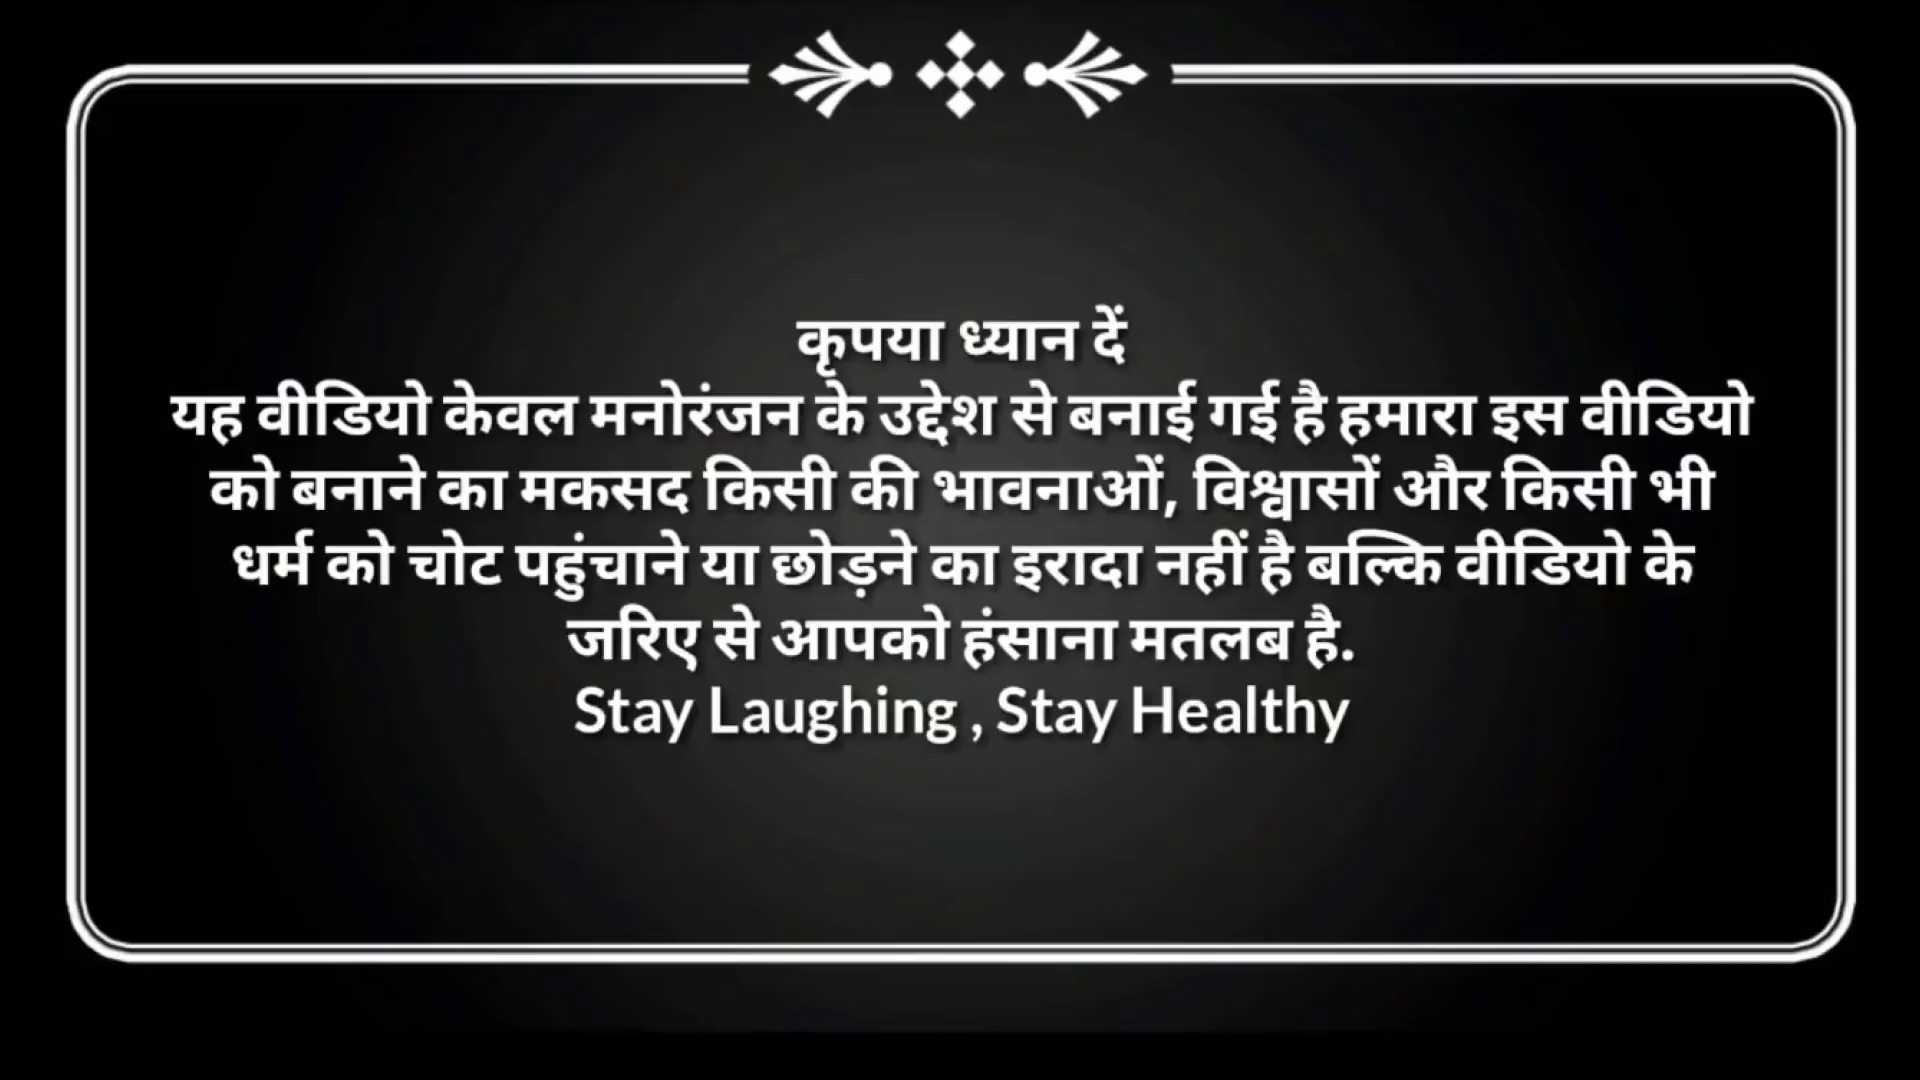 कृपया ध्यान दें
यह वीडियो केवल मनोरंजन के उद्देश से बनाई गई है हमारा इस वीडियो
को बनाने का मकसद किसी की भावनाओं, विश्वासों और किसी भी
धर्म को चोट पहुंचाने या छोड़ने का इरादा नहीं है बल्कि वीडियो के
जरिए से आपको हंसाना मतलब है.
Stay Laughing , Stay Healthy